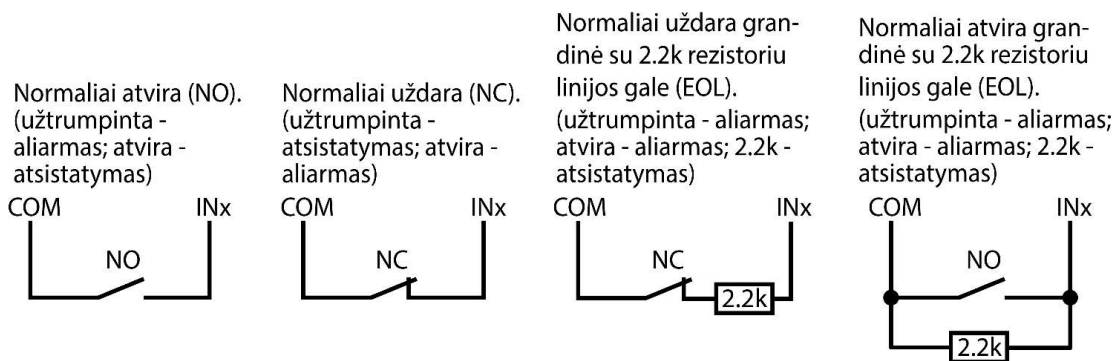 Normaliai atvira (NO).
(užtrumpinta -
aliarmas; atvira -
atsistatymas)
COM INx
NO
Normaliai uždara (NC).
(užtrumpinta -
atsistatymas; atvira -
aliarmas)
COM INx
NC
Normaliai uždara gran-
dinė su 2.2k rezistoriu
linijos gale (EOL).
(užtrumpinta - aliarmas;
atvira - aliarmas; 2.2k -
atsistatymas)
COM INx
NC
2.2k
Normaliai atvira gran-
dinė su 2.2k rezistoriu
linijos gale (EOL).
(užtrumpinta - aliarmas;
atvira - aliarmas; 2.2k -
atsistatymas)
COM INx
NO
2.2k